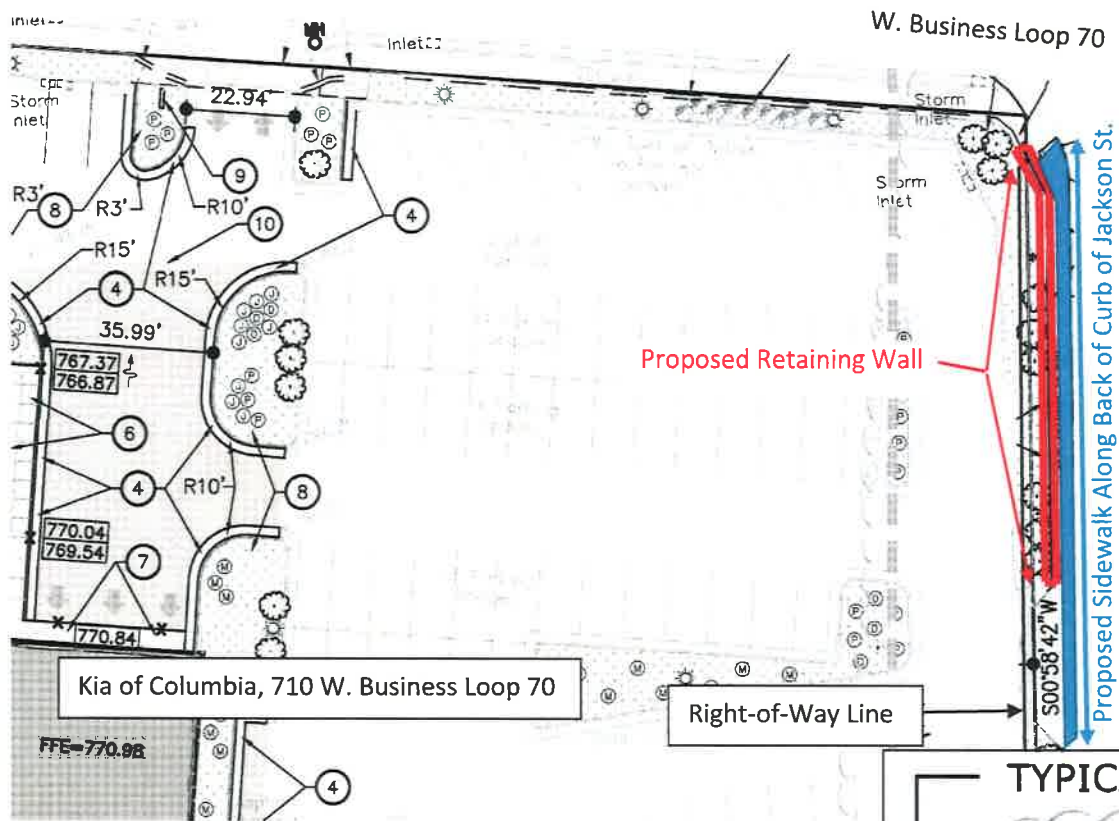 W. Business Loop 70
MH
Inlet
Inlet
22.94'
Storm
Inlet
Storm
Inlet
P
P
P
P
P
P
9
R3'
8
R3'
R10'
Storm
Inlet
10
4
R15'
R15'
4
35.99'
767.37
766.87
J
J
J
D
J
D
J
P
J
J
P
J
P
Proposed Retaining Wall
P
P
P
P
6
4
R10'
8
770.04
769.54
7
M
M
M
770.84
P
D
P
D
P
D
Kia of Columbia, 710 W. Business Loop 70
M
M
M
M
Right-of-Way Line
S00°58'42"W
Proposed Sidewalk Along Back of Curb of Jackson St.
FFE=770.98
M
M
M
M
4
TYPIC